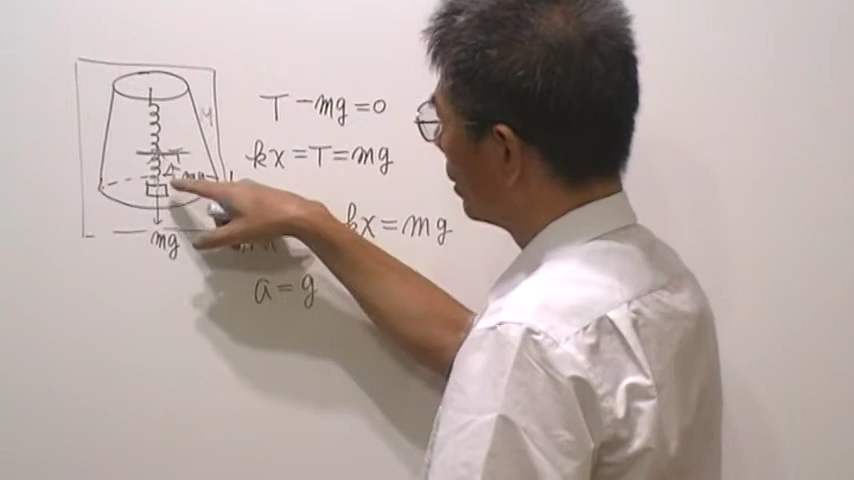 T - mg = 0
kx = T = mg
kx = mg
mg
a = g